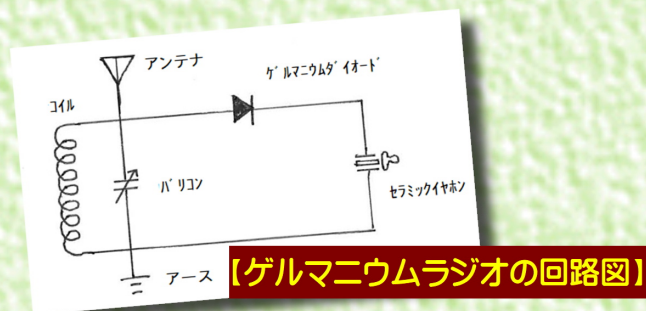 アンテナ
ゲルマニウムダイオード
コイル
バリコン
セラミックイヤホン
アース
【ゲルマニウムラジオの回路図】